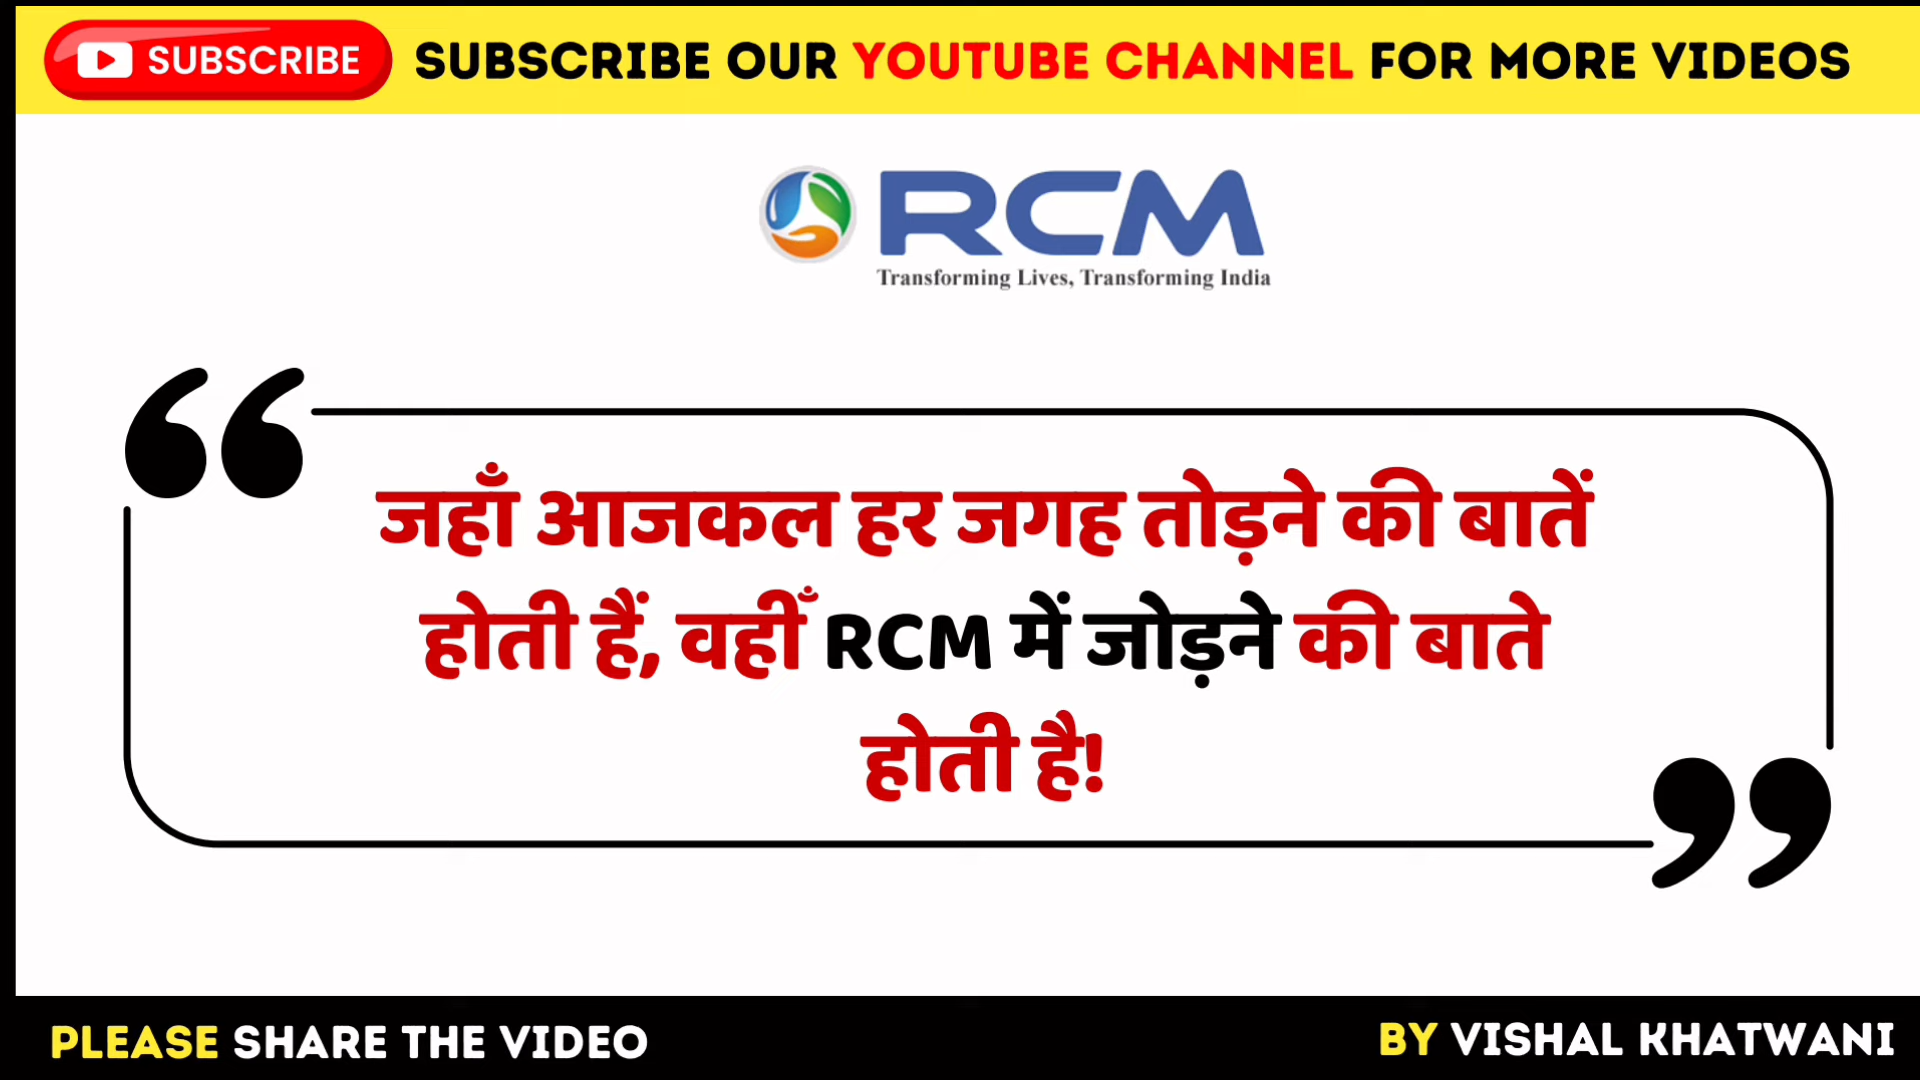 SUBSCRIBE SUBSCRIBE OUR YOUTUBE CHANNEL FOR MORE VIDEOS
RCM
Transforming Lives, Transforming India
जहाँ आजकल हर जगह तोड़ने की बातें
होती हैं, वहीँ RCM में जोड़ने की बाते
होती है!
PLEASE SHARE THE VIDEO
BY VISHAL KHATWANI